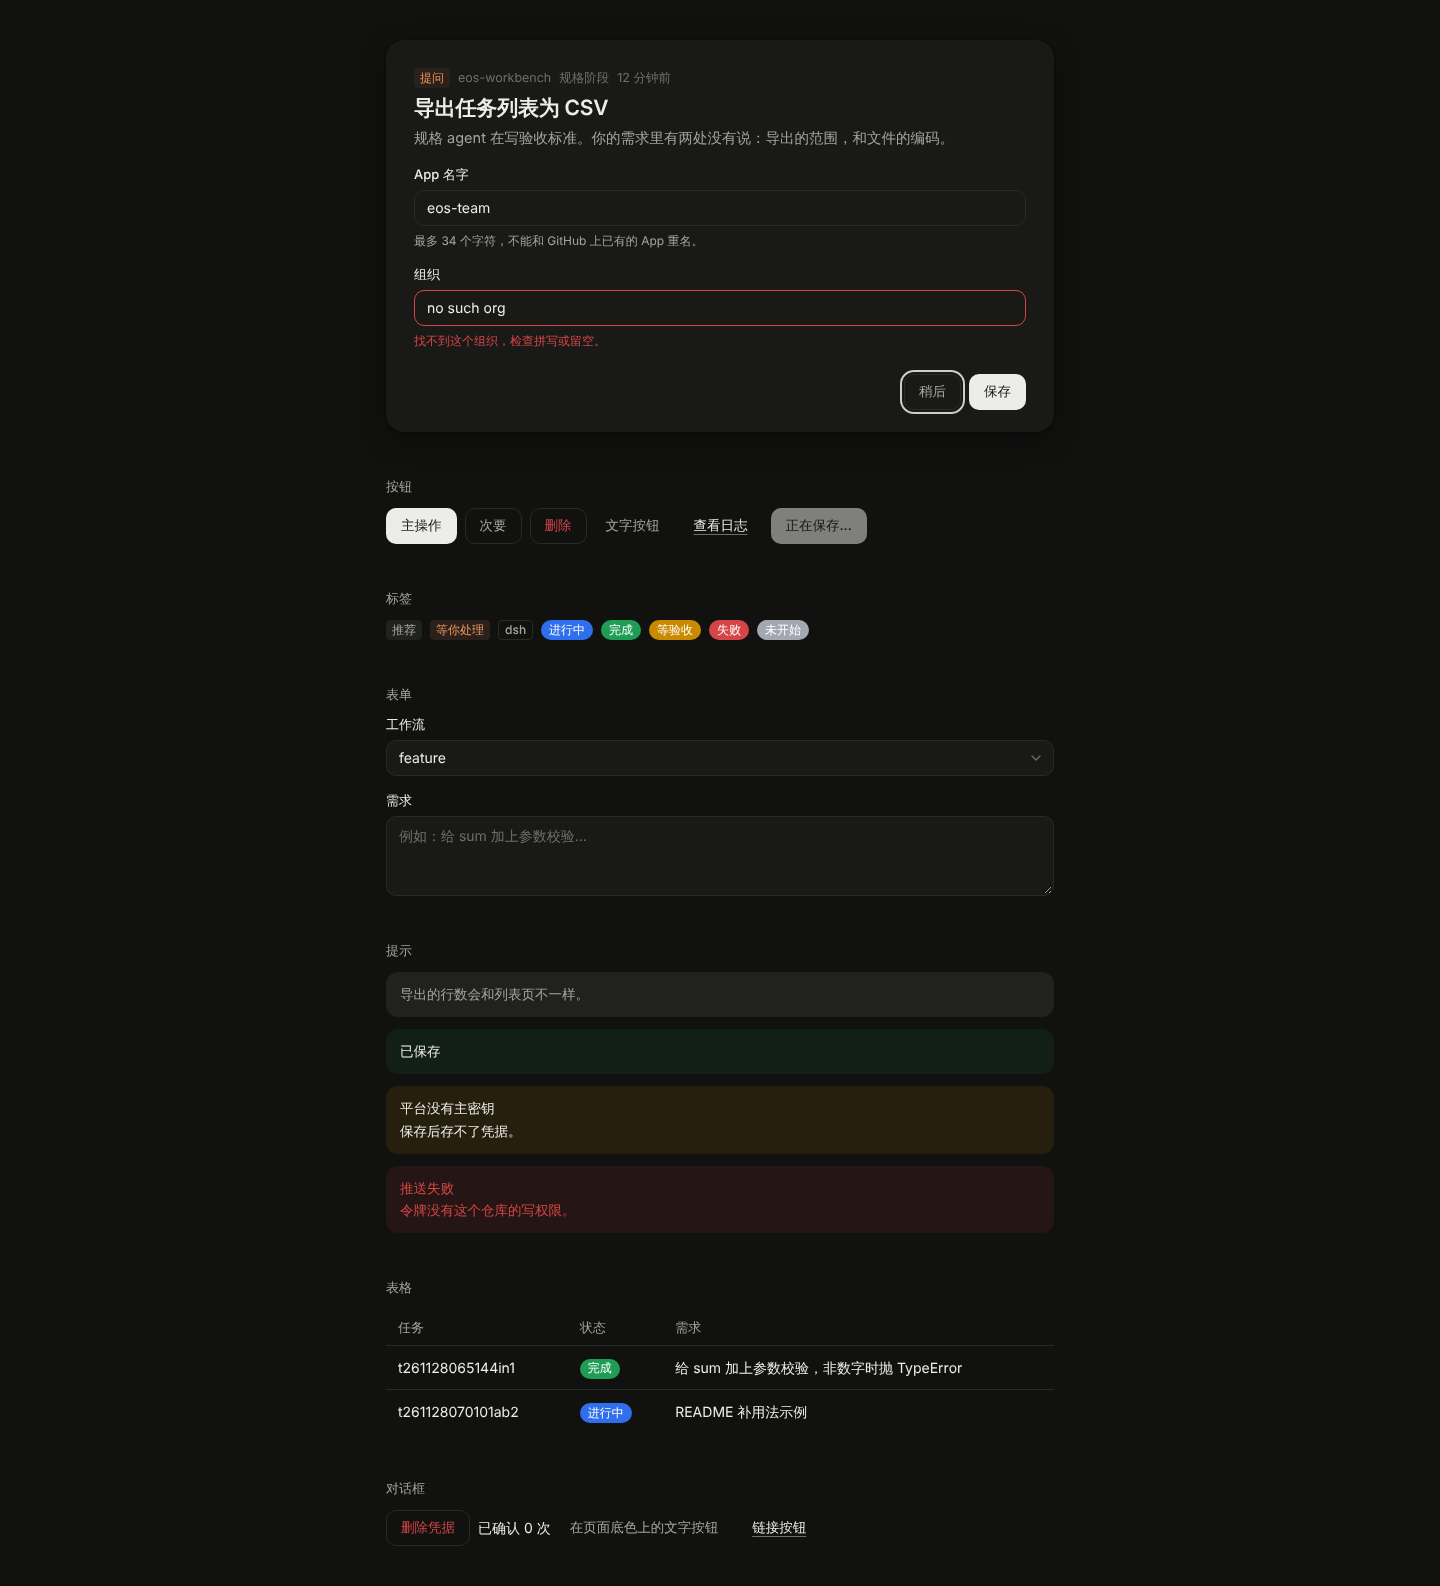 提问 eos-workbench 规格阶段 12 分钟前
导出任务列表为 CSV
规格 agent 在写验收标准。你的需求里有两处没有说：导出的范围，和文件的编码。
App 名字
eos-team
最多 34 个字符，不能和 GitHub 上已有的 App 重名。
组织
no such org
找不到这个组织，检查拼写或留空。
稍后 保存
按钮
主操作 次要 删除 文字按钮 查看日志 正在保存...
标签
推荐 等你处理 dsh 进行中 完成 等验收 失败 未开始
表单
工作流
feature
需求
例如：给 sum 加上参数校验...
提示
导出的行数会和列表页不一样。
已保存
平台没有主密钥
保存后存不了凭据。
推送失败
令牌没有这个仓库的写权限。
表格
任务 状态 需求
t261128065144in1 完成 给 sum 加上参数校验，非数字时抛 TypeError
t261128070101ab2 进行中 README 补用法示例
对话框
删除凭据 已确认 0 次 在页面底色上的文字按钮 链接按钮